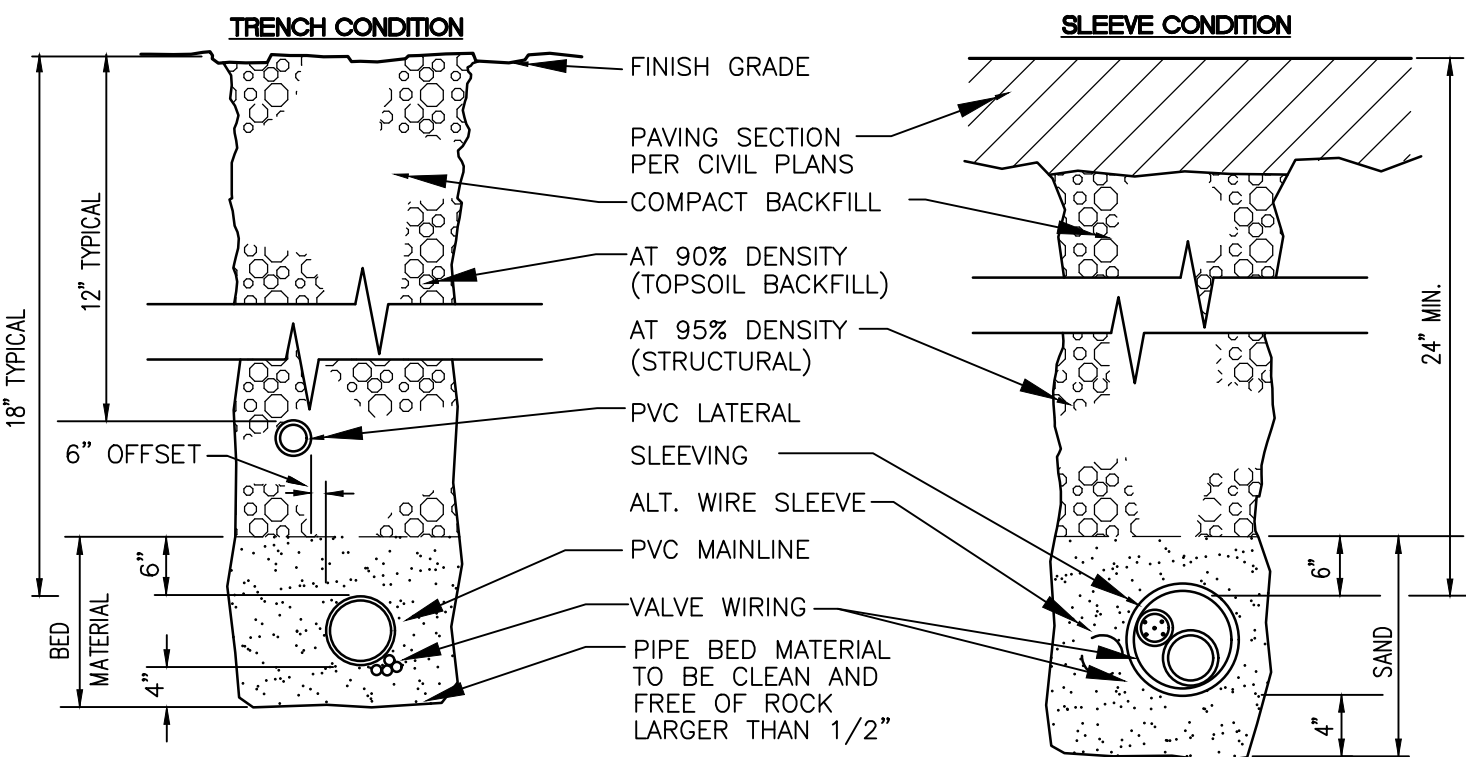 TRENCH CONDITION
SLEEVE CONDITION
FINISH GRADE
PAVING SECTION
PER CIVIL PLANS
COMPACT BACKFILL
AT 90% DENSITY
(TOPSOIL BACKFILL)
AT 95% DENSITY
(STRUCTURAL)
PVC LATERAL
SLEEVING
ALT. WIRE SLEEVE
PVC MAINLINE
VALVE WIRING
PIPE BED MATERIAL
TO BE CLEAN AND
FREE OF ROCK
LARGER THAN 1/2"
18" TYPICAL
12" TYPICAL
6" OFFSET
6"
BED
MATERIAL
4"
24" MIN.
6"
SAND
4"